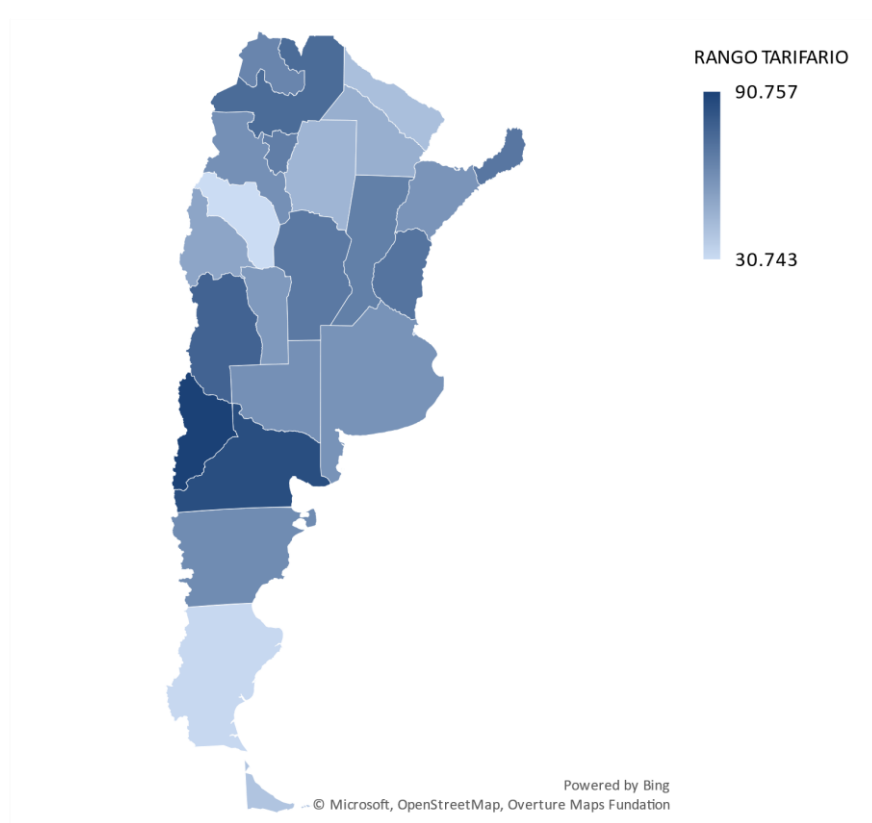 RANGO TARIFARIO
90.757
30.743
Powered by Bing
© Microsoft, OpenStreetMap, Overture Maps Fundation